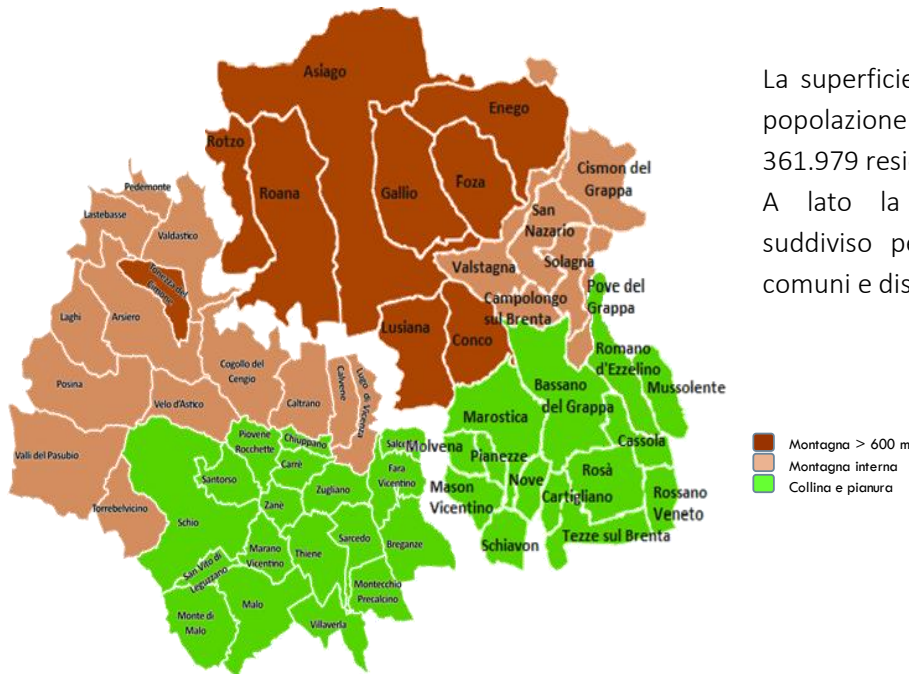 Asiago
Enego
Rotzo
Roana
Gallio
Foza
Cismon del
Grappa
San
Nazario
Valstagna
Solagna
Campolongo
sul Brenta
Pove del
Grappa
Lusiana
Conco
Romano
d'Ezzelino
Mussolente
Bassano
del Grappa
Marostica
Cassola
Molvena
Pianezze
Rosà
Mason
Vicentino
Nove
Cartigliano
Rossano
Veneto
Schiavon
Tezze sul Brenta
Pedemonte
Lastebasse
Valdastico
Tonezza del
Cimone
Laghi
Arsiero
Posina
Cogollo del
Cengio
Velo d'Astico
Caltrano
Calvene
Lugo di Vicenza
Valli del Pasubio
Torrebelvicino
Piovene
Rocchette
Chiuppano
Santorso
Carrè
Fara
Vicentino
Zugliano
Zanè
Schio
Sarcedo
Breganze
Marano
Vicentino
Thiene
San Vito di
Leguzzano
Montecchio
Precalcino
Malo
Monte di
Malo
Villaverla
La superficie
popolazione
361.979 resi
A lato la
suddiviso pe
comuni e dis
Montagna > 600 m
Montagna interna
Collina e pianura